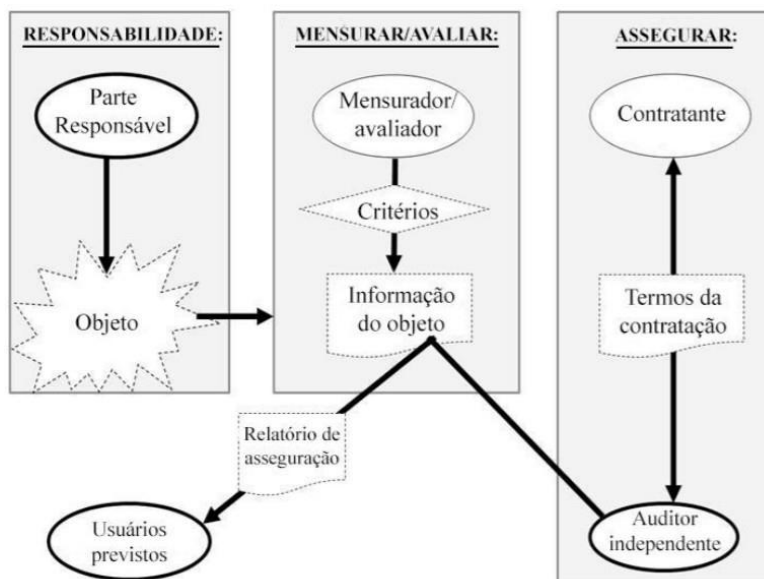 RESPONSABILIDADE:
Parte
Responsável
Objeto
MENSURAR/AVALIAR:
Mensurador/
avaliador
Critérios
Informação
do objeto
ASSEGURAR:
Contratante
Termos da
contratação
Auditor
independente
Relatório de
asseguração
Usuários
previstos